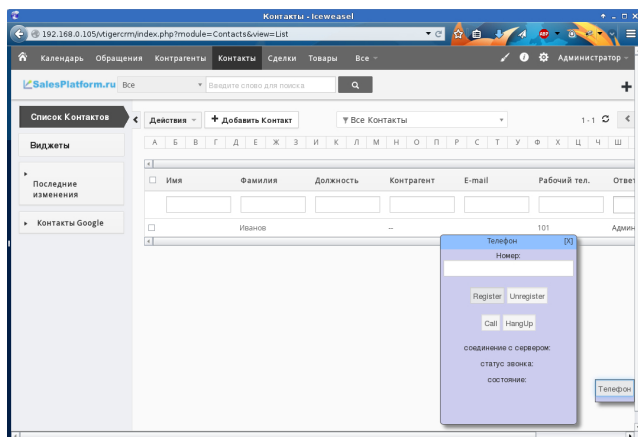 Контакты - Iceweasel
192.168.0.105/vtigercrm/index.php?module=Contacts&view=List
Календарь Обращения Контрагенты Контакты Сделки Товары Все Администратор
SalesPlatform.ru Все Введите слово для поиска
Список Контактов Действия + Добавить Контакт Все Контакты 1 - 1
Виджеты
А Б В Г Д Е Ж З И К Л М Н О П Р С Т У Ф Х Ц Ч Ш
Последние изменения
Имя Фамилия Должность Контрагент E-mail Рабочий тел. Ответ
Контакты Google
Иванов -- 101 Админ
Телефон [X]
Номер:
Register Unregister
Call HangUp
соединение с сервером:
статус звонка:
состояние:
Телефон